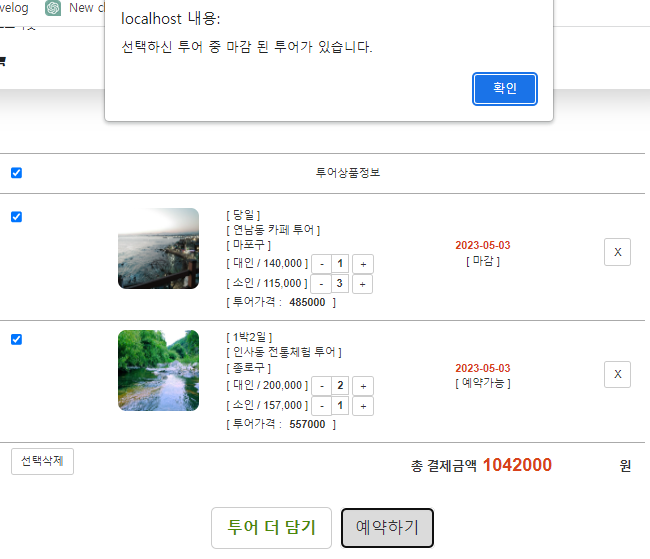 velog
New c
localhost 내용:
선택하신 투어 중 마감 된 투어가 있습니다.
확인
투어상품정보
[ 당일 ]
[ 연남동 카페 투어 ]
[ 마포구 ]
[ 대인 / 140,000 ] - 1 +
[ 소인 / 115,000 ] - 3 +
[ 투어가격 : 485000 ]
2023-05-03
[ 마감 ]
X
[ 1박2일 ]
[ 인사동 전통체험 투어 ]
[ 종로구 ]
[ 대인 / 200,000 ] - 2 +
[ 소인 / 157,000 ] - 1 +
[ 투어가격 : 557000 ]
2023-05-03
[ 예약가능 ]
X
선택삭제
총 결제금액 1042000 원
투어 더 담기
예약하기